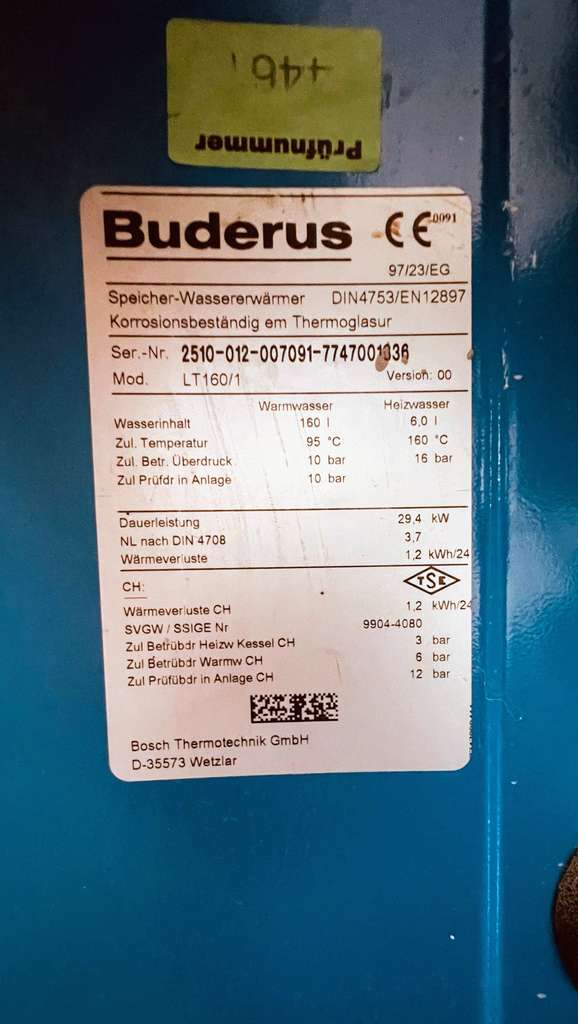 Prüfnummer
Buderus CE 0091
97/23/EG
Speicher-Wassererwärmer DIN4753/EN12897
Korrosionsbeständig em Thermoglasur
Ser.-Nr. 2510-012-007091-7747001336
Mod. LT160/1 Version: 00
Warmwasser Heizwasser
Wasserinhalt 160 l 6,0 l
Zul. Temperatur 95 °C 160 °C
Zul. Betr. Überdruck 10 bar 16 bar
Zul Prüfdr in Anlage 10 bar
Dauerleistung 29,4 kW
NL nach DIN 4708 3,7
Wärmeverluste 1,2 kWh/24
CH: TSE
Wärmeverluste CH 1,2 kWh/24
SVGW / SSIGE Nr 9904-4080
Zul Betrübdr Heizw Kessel CH 3 bar
Zul Betrübdr Warmw CH 6 bar
Zul Prüfübdr in Anlage CH 12 bar
Bosch Thermotechnik GmbH
D-35573 Wetzlar